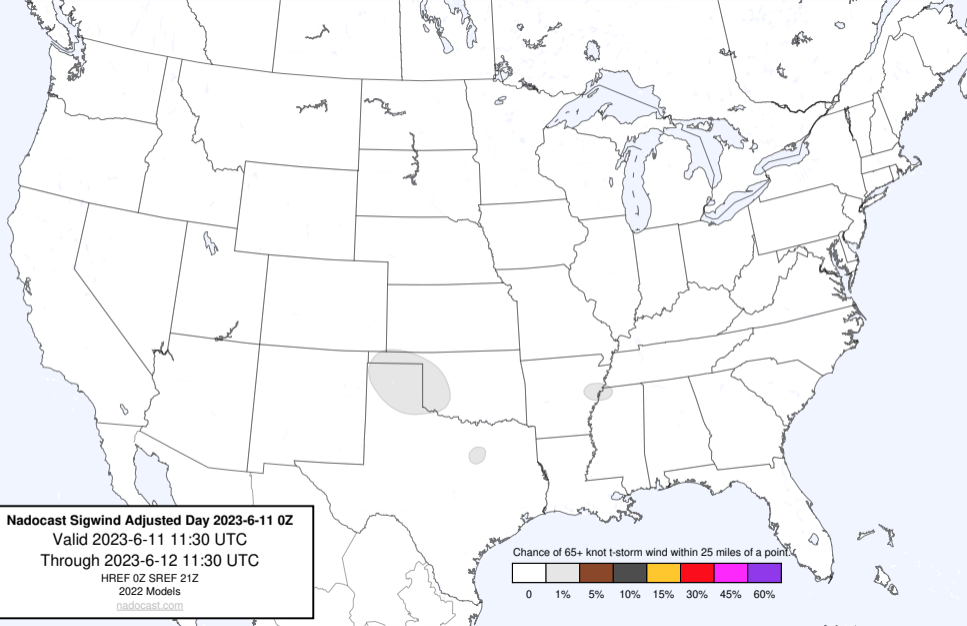 Nadocast Sigwind Adjusted Day 2023-6-11 0Z
Valid 2023-6-11 11:30 UTC
Through 2023-6-12 11:30 UTC
HREF 0Z SREF 21Z
2022 Models
nadocast.com
Chance of 65+ knot t-storm wind within 25 miles of a point.
0 1% 5% 10% 15% 30% 45% 60%